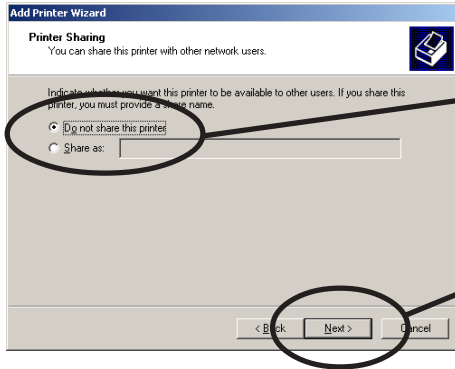 Add Printer Wizard
Printer Sharing
You can share this printer with other network users.
Indicate whether you want this printer to be available to other users. If you share this
printer, you must provide a share name.
Do not share this printer
Share as:
< Back Next > Cancel